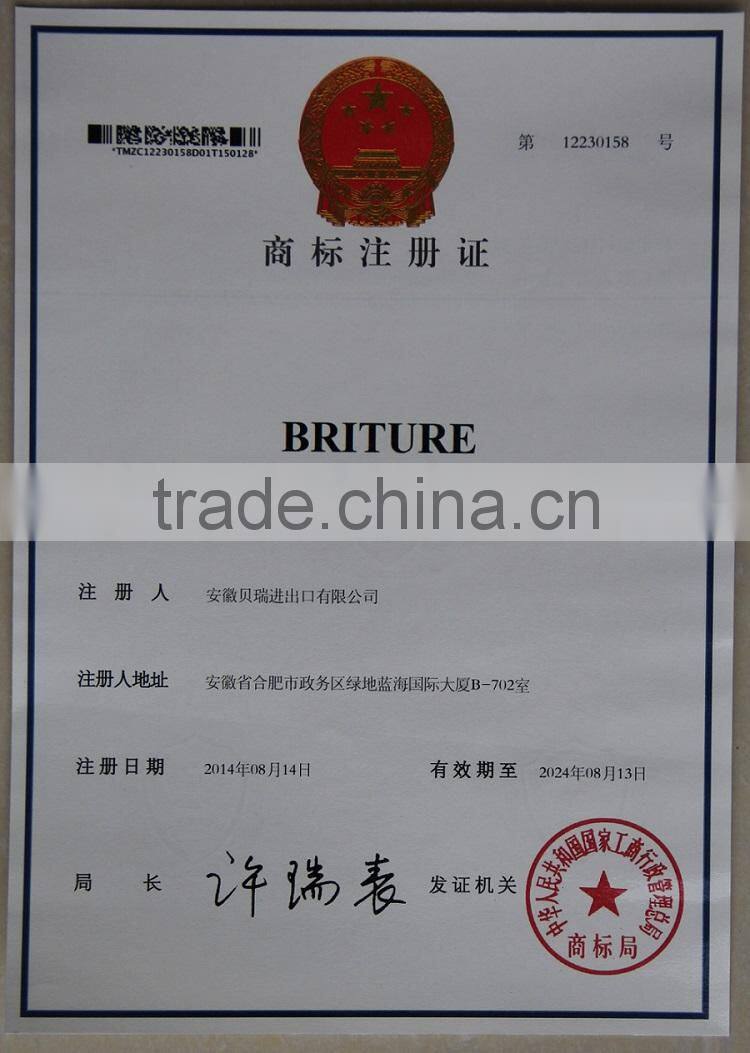 *TMZC12230158D01T150128*
第 12230158 号
商标注册证
BRITURE
trade.china.cn
注册人 安徽贝瑞进出口有限公司
注册人地址 安徽省合肥市政务区绿地蓝海国际大厦B-702室
注册日期 2014年08月14日 有效期至 2024年08月13日
局长 许瑞表 发证机关
中华人民共和国国家工商行政管理总局
商标局